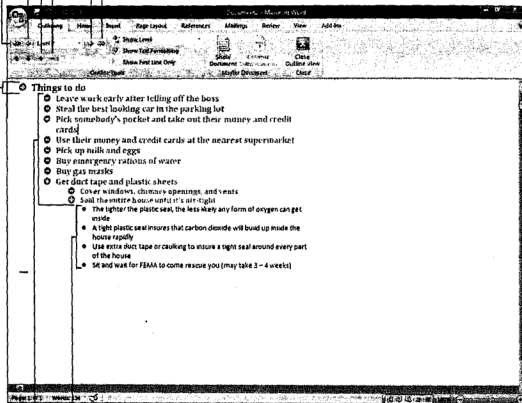 Document1 - Microsoft Word
Outlining Home Insert Page Layout References Mailings Review View Add-Ins
Show Level
Show Text Formatting
Show First Line Only
Show Document
Close Outline View
Outline Tools Master Document Close
Things to do
Leave work early after telling off the boss
Steal the best looking car in the parking lot
Pick somebody's pocket and take out their money and credit
cards
Use their money and credit cards at the nearest supermarket
Pick up milk and eggs
Buy emergency rations of water
Buy gas masks
Get duct tape and plastic sheets
Cover windows, chimney openings, and vents
Seal the entire house until it's air-tight
The tighter the plastic seal, the less likely any form of oxygen can get
inside
A tight plastic seal insures that carbon dioxide will build up inside the
house rapidly
Use extra duct tape or caulking to insure a tight seal around every part
of the house
Sit and wait for FEMA to come rescue you (may take 3 – 4 weeks)